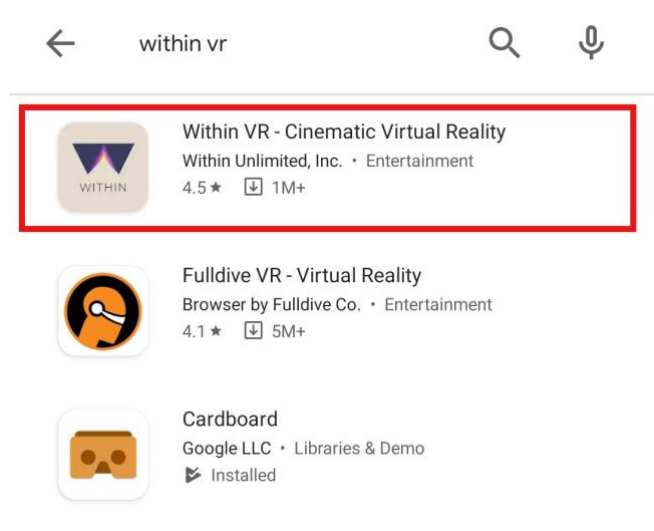 within vr
Within VR - Cinematic Virtual Reality
Within Unlimited, Inc. • Entertainment
WITHIN
4.5 ★ 1M+
Fulldive VR - Virtual Reality
Browser by Fulldive Co. • Entertainment
4.1 ★ 5M+
Cardboard
Google LLC • Libraries & Demo
Installed